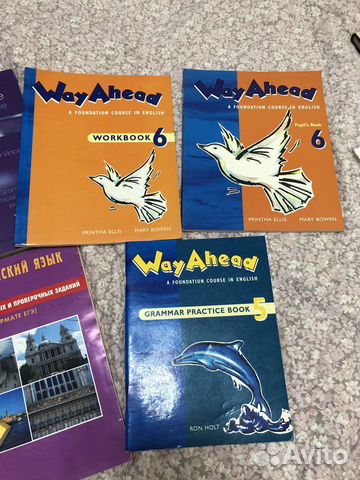 Way Ahead
A FOUNDATION COURSE IN ENGLISH
WORKBOOK 6
PRINTHA ELLIS MARY BOWEN
Way Ahead
A FOUNDATION COURSE IN ENGLISH
Pupil's Book
6
PRINTHA ELLIS MARY BOWEN
Vincen
ЯЗЫК
И ПРОВЕРОЧНЫХ ЗАДАНИЙ
ЕГЭ)
Way Ahead
A FOUNDATION COURSE IN ENGLISH
GRAMMAR PRACTICE BOOK 5
RON HOLT
Avito